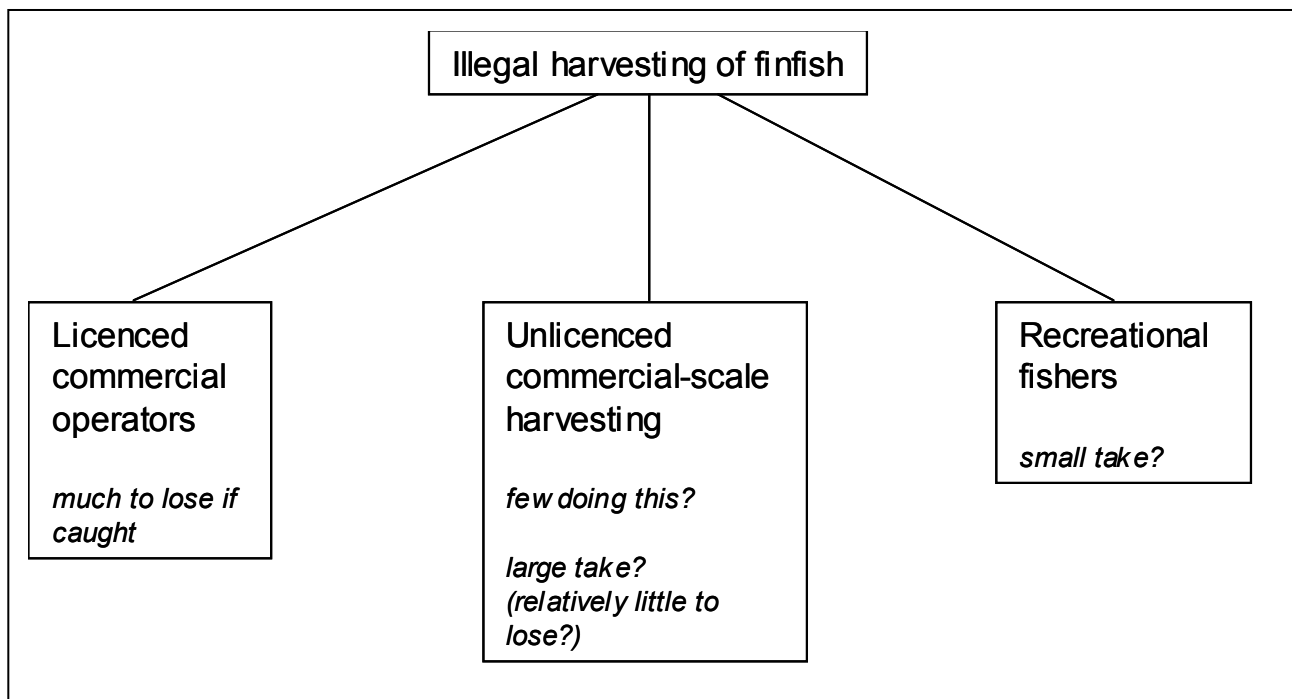 Illegal harvesting of finfish
Licenced
commercial
operators
much to lose if
caught
Unlicenced
commercial-scale
harvesting
few doing this?
large take?
(relatively little to
lose?)
Recreational
fishers
small take?